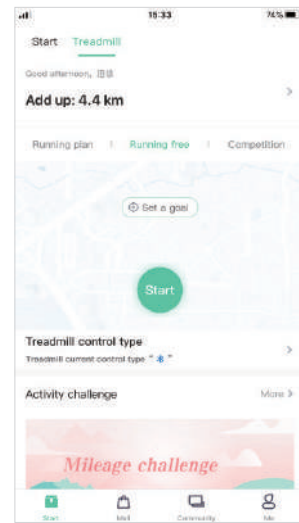 15:33 74%
Start Treadmill
Good afternoon,
Add up: 4.4 km
Running plan Running free Competition
Set a goal
Start
Treadmill control type
Treadmill current control type " "
Activity challenge More >
Mileage challenge
Start Mall Community Me